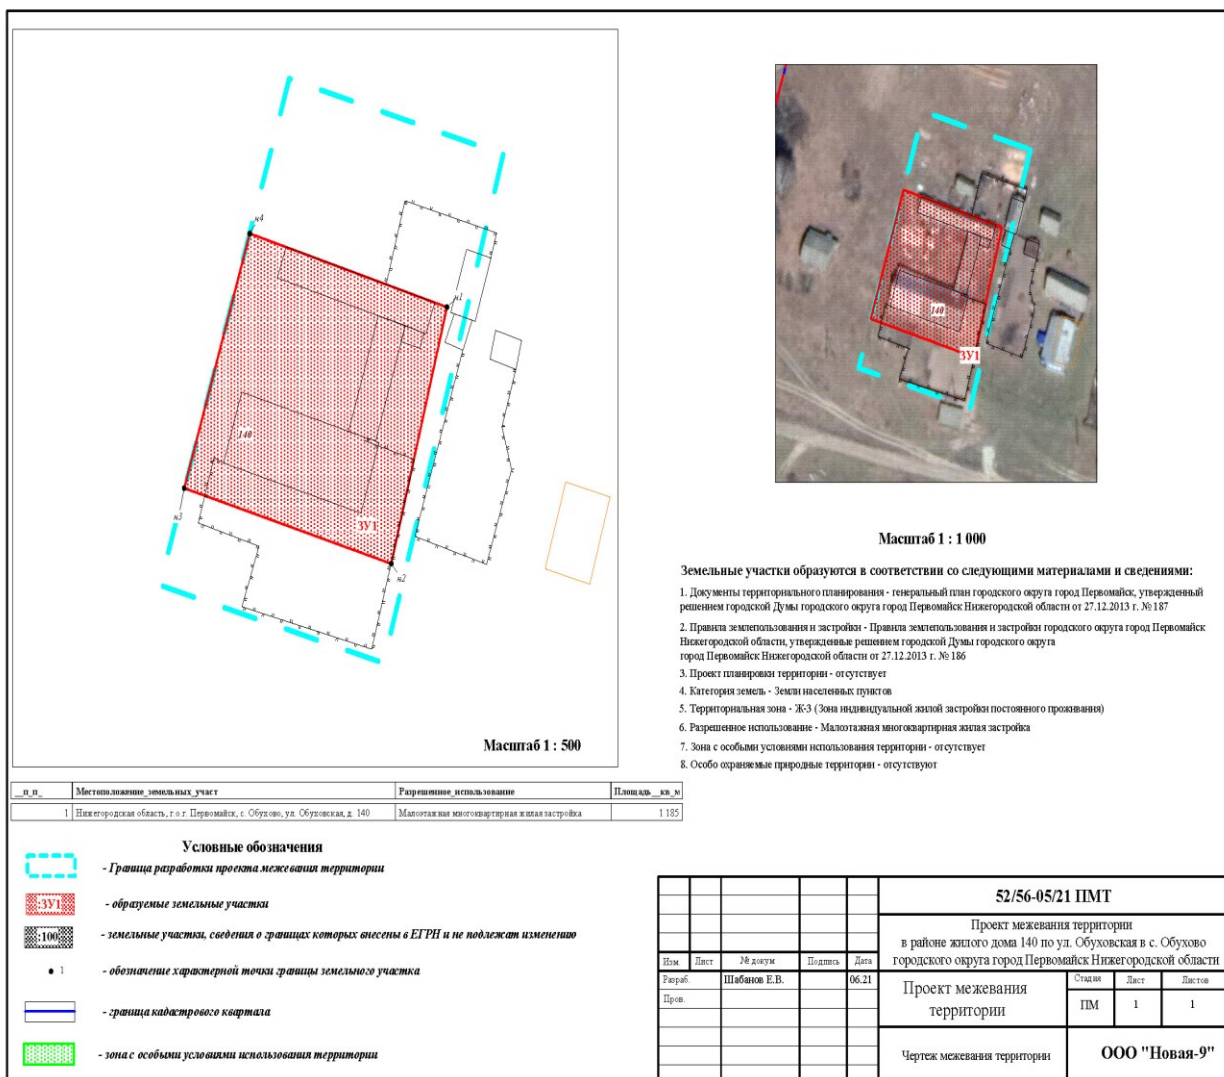 н4
н1
140
ЗУ1
н3
н2
Масштаб 1 : 500
140
ЗУ1
Масштаб 1 : 1 000
Земельные участки образуются в соответствии со следующими материалами и сведениями:
1. Документы территориального планирования - генеральный план городского округа город Первомайск, утвержденный
решением городской Думы городского округа город Первомайск Нижегородской области от 27.12.2013 г. № 187
2. Правила землепользования и застройки - Правила землепользования и застройки городского округа город Первомайск
Нижегородской области, утвержденные решением городской Думы городского округа
город Первомайск Нижегородской области от 27.12.2013 г. № 186
3. Проект планировки территории - отсутствует
4. Категория земель - Земли населенных пунктов
5. Территориальная зона - Ж-3 (Зона индивидуальной жилой застройки постоянного проживания)
6. Разрешенное использование - Малоэтажная многоквартирная жилая застройка
7. Зона с особыми условиями использования территории - отсутствует
8. Особо охраняемые природные территории - отсутствуют
__п_п_ Местоположение_земельных_участ Разрешенное_использование Площадь__кв_м
1 Нижегородская область, г.о.г. Первомайск, с. Обухово, ул. Обуховская, д. 140 Малоэтажная многоквартирная жилая застройка 1 185
Условные обозначения
- Граница разработки проекта межевания территории
:ЗУ1 - образуемые земельные участки
:100 - земельные участки, сведения о границах которых внесены в ЕГРН и не подлежат изменению
1 - обозначение характерной точки границы земельного участка
- граница кадастрового квартала
- зона с особыми условиями использования территории
52/56-05/21 ПМТ
Проект межевания территории
в районе жилого дома 140 по ул. Обуховская в с. Обухово
городского округа город Первомайск Нижегородской области
Изм. Лист № докум Подпись Дата
Разраб. Шабанов Е.В. 06.21
Пров.
Проект межевания
территории
Стадия Лист Листов
ПМ 1 1
Чертеж межевания территории
ООО "Новая-9"